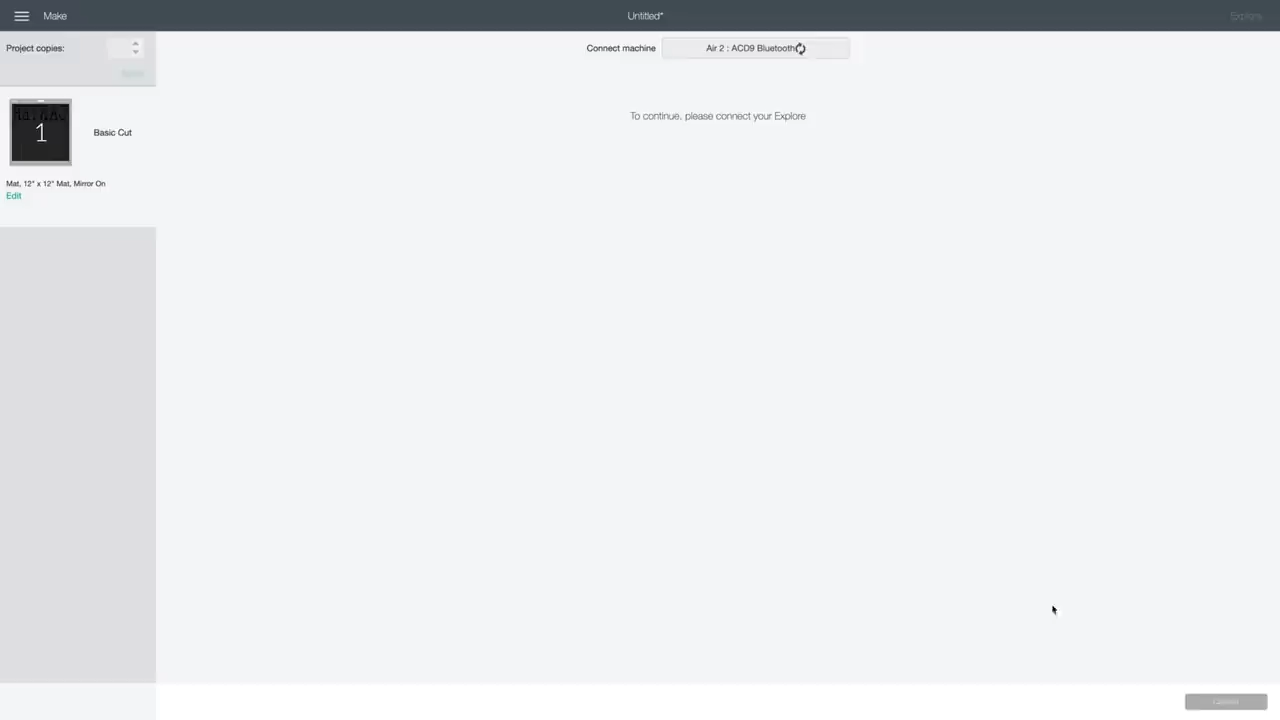 Make
Untitled*
Explore
Project copies:
Connect machine
Air 2 : ACD9 Bluetooth
To continue, please connect your Explore
1
Basic Cut
Mat, 12" x 12" Mat, Mirror On
Edit